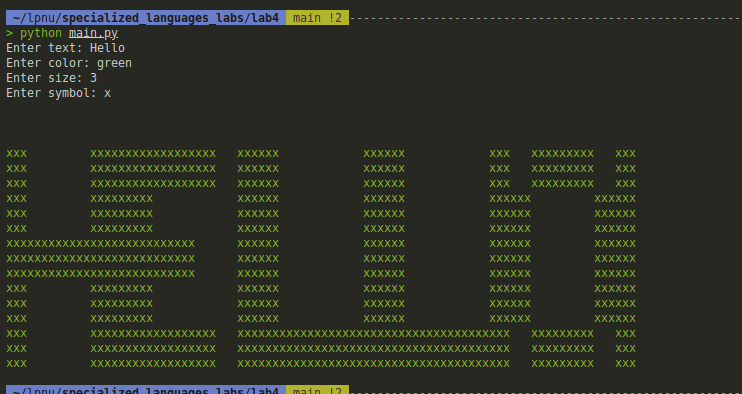 ~/lpnu/specialized_languages_labs/lab4 main !2
> python main.py
Enter text: Hello
Enter color: green
Enter size: 3
Enter symbol: x
xxx         xxxxxxxxxxxxxxxxxx   xxxxxx            xxxxxx            xxx   xxxxxxxxx   xxx
xxx         xxxxxxxxxxxxxxxxxx   xxxxxx            xxxxxx            xxx   xxxxxxxxx   xxx
xxx         xxxxxxxxxxxxxxxxxx   xxxxxx            xxxxxx            xxx   xxxxxxxxx   xxx
xxx         xxxxxxxxx            xxxxxx            xxxxxx            xxxxxx         xxxxxx
xxx         xxxxxxxxx            xxxxxx            xxxxxx            xxxxxx         xxxxxx
xxx         xxxxxxxxx            xxxxxx            xxxxxx            xxxxxx         xxxxxx
xxxxxxxxxxxxxxxxxxxxxxxxxxx      xxxxxx            xxxxxx            xxxxxx         xxxxxx
xxxxxxxxxxxxxxxxxxxxxxxxxxx      xxxxxx            xxxxxx            xxxxxx         xxxxxx
xxxxxxxxxxxxxxxxxxxxxxxxxxx      xxxxxx            xxxxxx            xxxxxx         xxxxxx
xxx         xxxxxxxxx            xxxxxx            xxxxxx            xxxxxx         xxxxxx
xxx         xxxxxxxxx            xxxxxx            xxxxxx            xxxxxx         xxxxxx
xxx         xxxxxxxxx            xxxxxx            xxxxxx            xxxxxx         xxxxxx
xxx         xxxxxxxxxxxxxxxxxx   xxxxxxxxxxxxxxxxxxxxxxxxxxxxxxxxxxxxxxx   xxxxxxxxx   xxx
xxx         xxxxxxxxxxxxxxxxxx   xxxxxxxxxxxxxxxxxxxxxxxxxxxxxxxxxxxxxxx   xxxxxxxxx   xxx
xxx         xxxxxxxxxxxxxxxxxx   xxxxxxxxxxxxxxxxxxxxxxxxxxxxxxxxxxxxxxx   xxxxxxxxx   xxx
~/lpnu/specialized_languages_labs/lab4 main !2